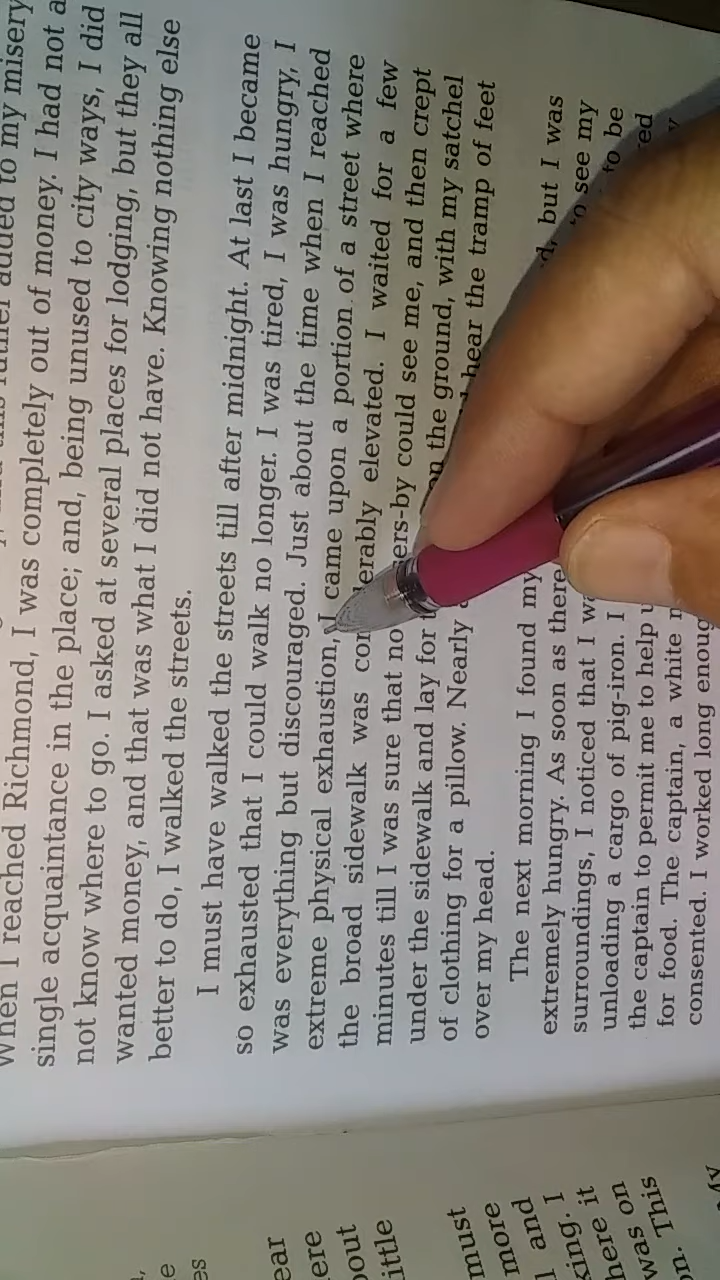 When I reached Richmond, I was completely out of money. I had not a
single acquaintance in the place; and, being unused to city ways, I did
not know where to go. I asked at several places for lodging, but they all
wanted money, and that was what I did not have. Knowing nothing else
better to do, I walked the streets.
I must have walked the streets till after midnight. At last I became
so exhausted that I could walk no longer. I was tired, I was hungry, I
was everything but discouraged. Just about the time when I reached
extreme physical exhaustion, I came upon a portion of a street where
the broad sidewalk was erably elevated. I waited for a few
minutes till I was sure that no ers-by could see me, and then crept
under the sidewalk and lay for on the ground, with my satchel
of clothing for a pillow. Nearly hear the tramp of feet
over my head.
The next morning I found my but I was
extremely hungry. As soon as there see my
surroundings, I noticed that I to be
unloading a cargo of pig-iron. I
the captain to permit me to help
for food. The captain, a white
consented. I worked long
ear
ere
bout
ittle
must
more
and
king. I
here it
was on
This
My